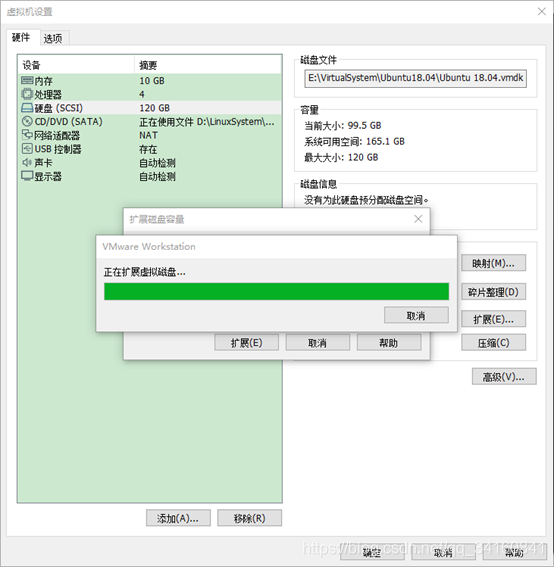 虚拟机设置
硬件 选项
设备 摘要
内存 10 GB
处理器 4
硬盘 (SCSI) 120 GB
CD/DVD (SATA) 正在使用文件 D:\LinuxSystem\...
网络适配器 NAT
USB 控制器 存在
声卡 自动检测
显示器 自动检测
添加(A)... 移除(R)
磁盘文件
E:\VirtualSystem\Ubuntu18.04\Ubuntu 18.04.vmdk
容量
当前大小: 99.5 GB
系统可用空间: 165.1 GB
最大大小: 120 GB
磁盘信息
没有为此硬盘预分配磁盘空间。
映射(M)...
碎片整理(D)
扩展(E)...
压缩(C)
高级(V)...
扩展磁盘容量
VMware Workstation
正在扩展虚拟磁盘...
取消
扩展(E) 取消 帮助
确定 取消 帮助